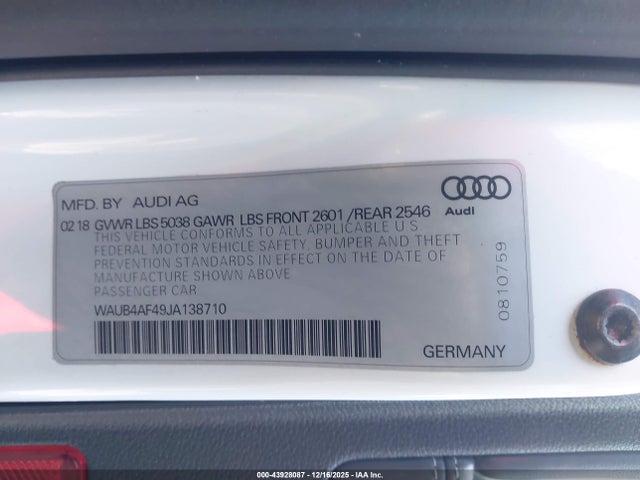 MFD. BY AUDI AG
Audi
02 18 GVWR LBS 5038 GAWR LBS FRONT 2601 /REAR 2546
THIS VEHICLE CONFORMS TO ALL APPLICABLE U.S.
FEDERAL MOTOR VEHICLE SAFETY, BUMPER AND THEFT
PREVENTION STANDARDS IN EFFECT ON THE DATE OF
MANUFACTURE SHOWN ABOVE
PASSENGER CAR
WAUB4AF49JA138710
0810759
GERMANY
000-43928087 - 12/16/2025 - IAA Inc.